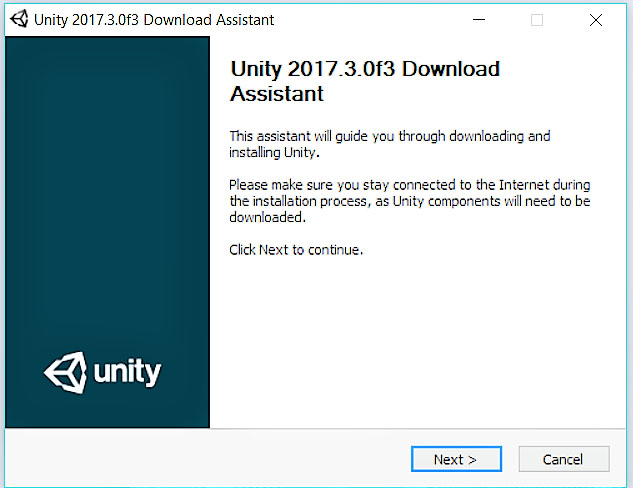 Unity 2017.3.0f3 Download Assistant
Unity 2017.3.0f3 Download
Assistant
This assistant will guide you through downloading and
installing Unity.
Please make sure you stay connected to the Internet during
the installation process, as Unity components will need to be
downloaded.
Click Next to continue.
unity
Next >
Cancel